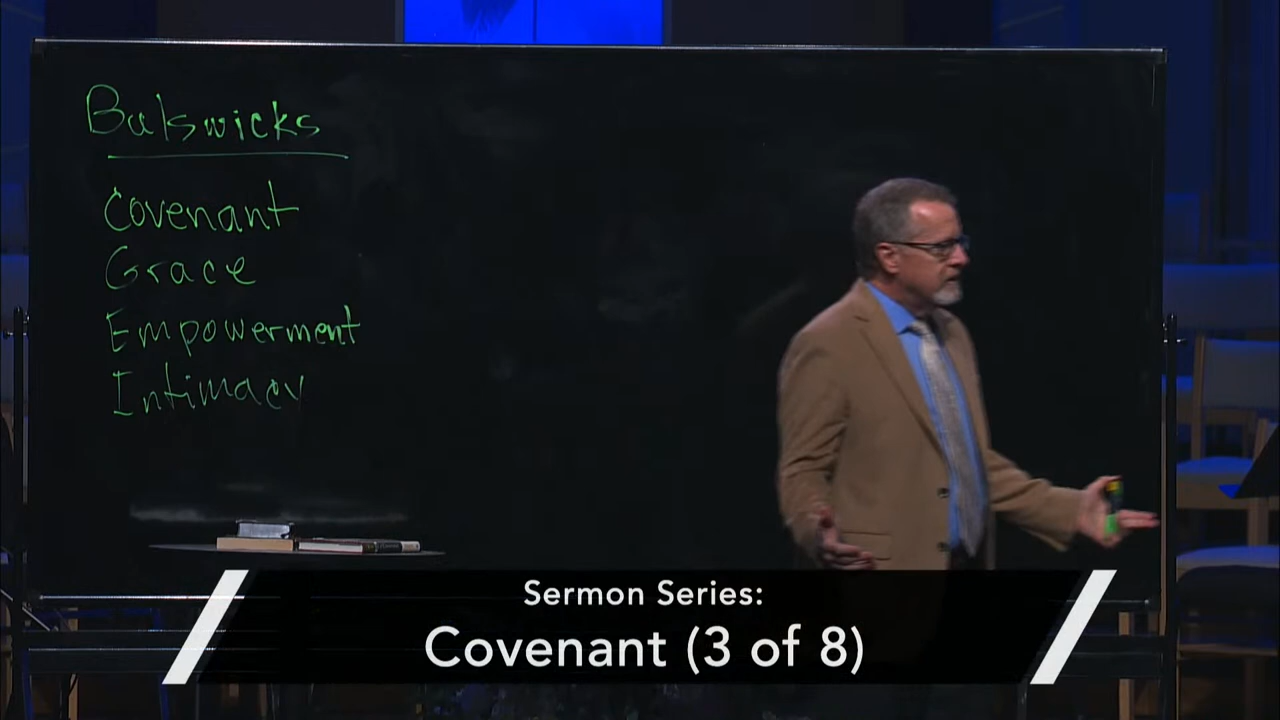 Balswicks
Covenant
Grace
Empowerment
Intimacy
Sermon Series:
Covenant (3 of 8)